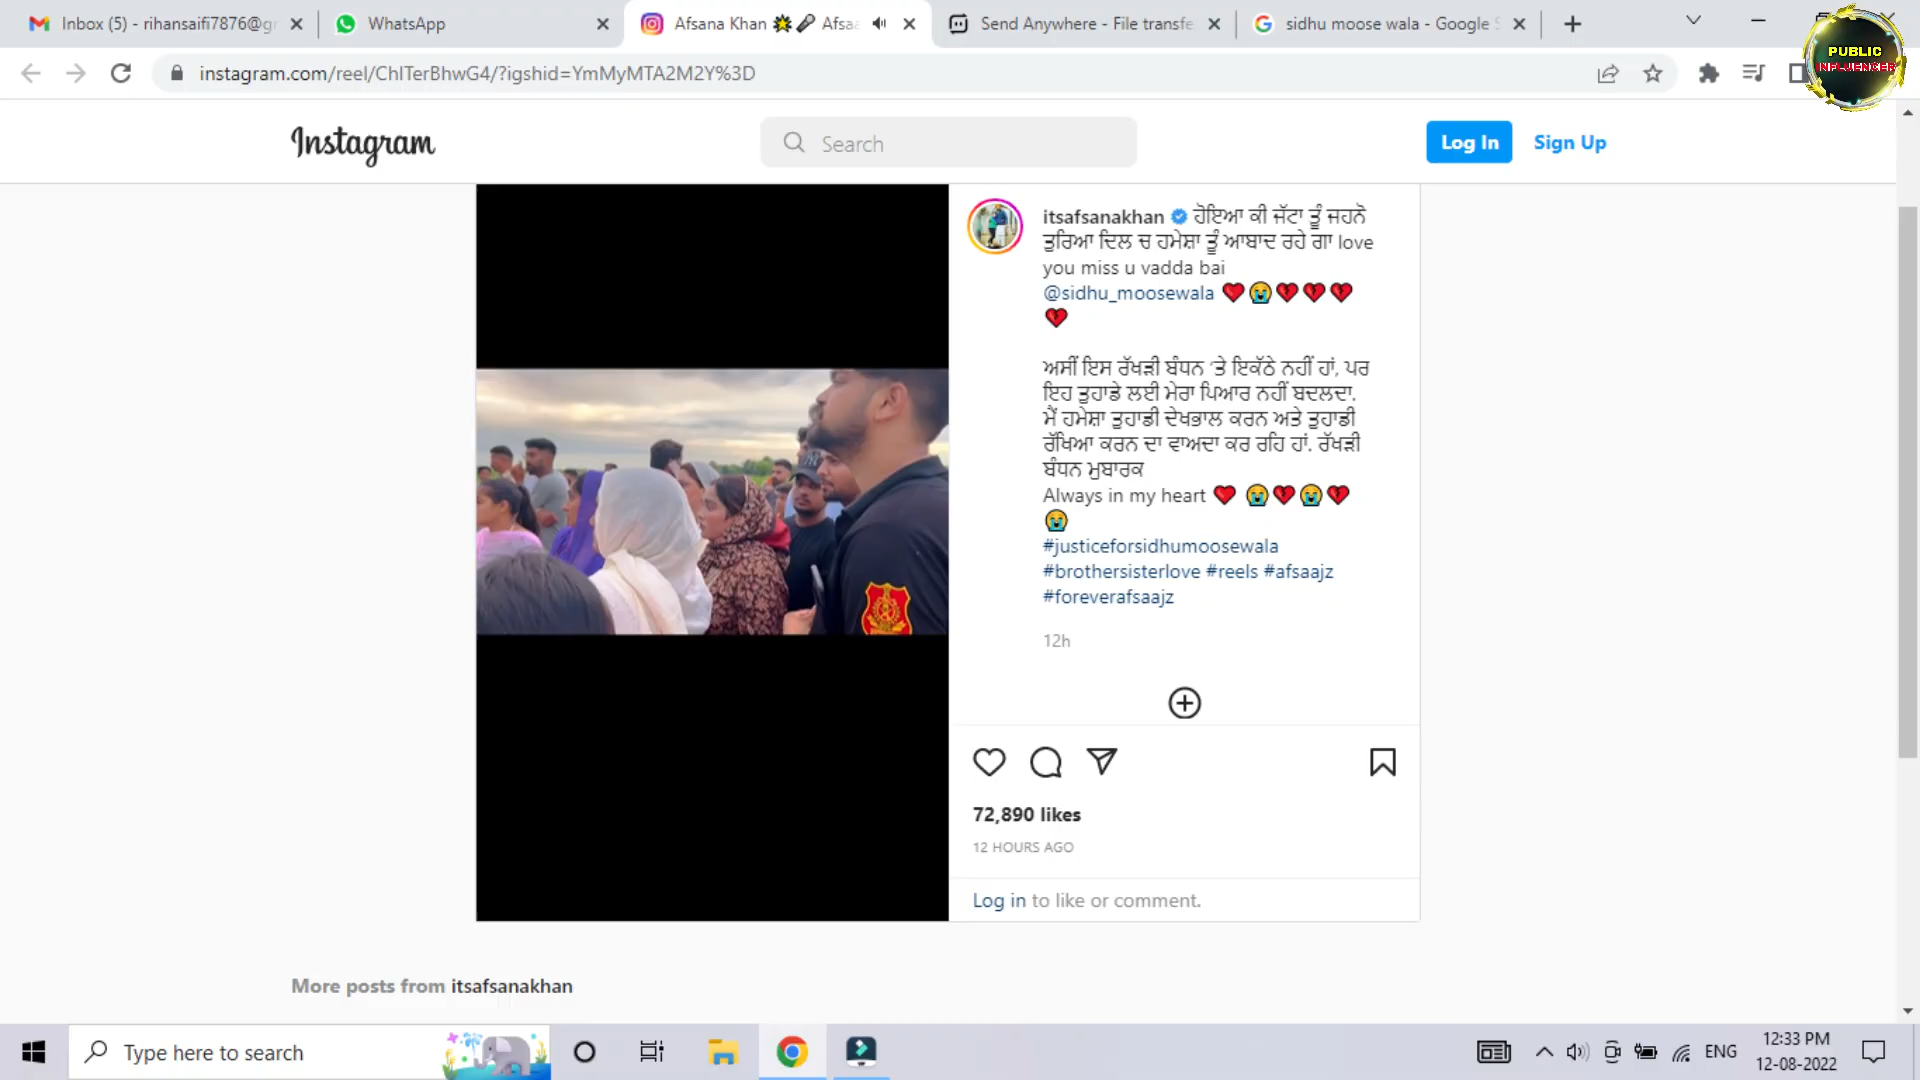 Inbox (5) - rihansaifi7876@g
WhatsApp
Afsana Khan 🌟🎤 Afsa
Send Anywhere - File transfe
sidhu moose wala - Google S
PUBLIC
INFLUENCER
instagram.com/reel/ChITerBhwG4/?igshid=YmMyMTA2M2Y%3D
Instagram
Search
Log In
Sign Up
itsafsanakhan ਹੋਇਆ ਕੀ ਜੱਟਾ ਤੂੰ ਜਹਨੋ
ਤੁਰਿਆ ਦਿਲ ਚ ਹਮੇਸ਼ਾ ਤੂੰ ਆਬਾਦ ਰਹੇ ਗਾ love
you miss u vadda bai
@sidhu_moosewala ❤️😭💔💔💔
💔
ਅਸੀਂ ਇਸ ਰੱਖੜੀ ਬੰਧਨ 'ਤੇ ਇਕੱਠੇ ਨਹੀਂ ਹਾਂ, ਪਰ
ਇਹ ਤੁਹਾਡੇ ਲਈ ਮੇਰਾ ਪਿਆਰ ਨਹੀਂ ਬਦਲਦਾ.
ਮੈਂ ਹਮੇਸ਼ਾ ਤੁਹਾਡੀ ਦੇਖਭਾਲ ਕਰਨ ਅਤੇ ਤੁਹਾਡੀ
ਰੱਖਿਆ ਕਰਨ ਦਾ ਵਾਅਦਾ ਕਰ ਰਹਿ ਹਾਂ. ਰੱਖੜੀ
ਬੰਧਨ ਮੁਬਾਰਕ
Always in my heart ❤️ 😭💔😭💔
😭
#justiceforsidhumoosewala
#brothersisterlove #reels #afsaajz
#foreverafsaajz
12h
72,890 likes
12 HOURS AGO
Log in to like or comment.
More posts from itsafsanakhan
Type here to search
ENG
12:33 PM
12-08-2022